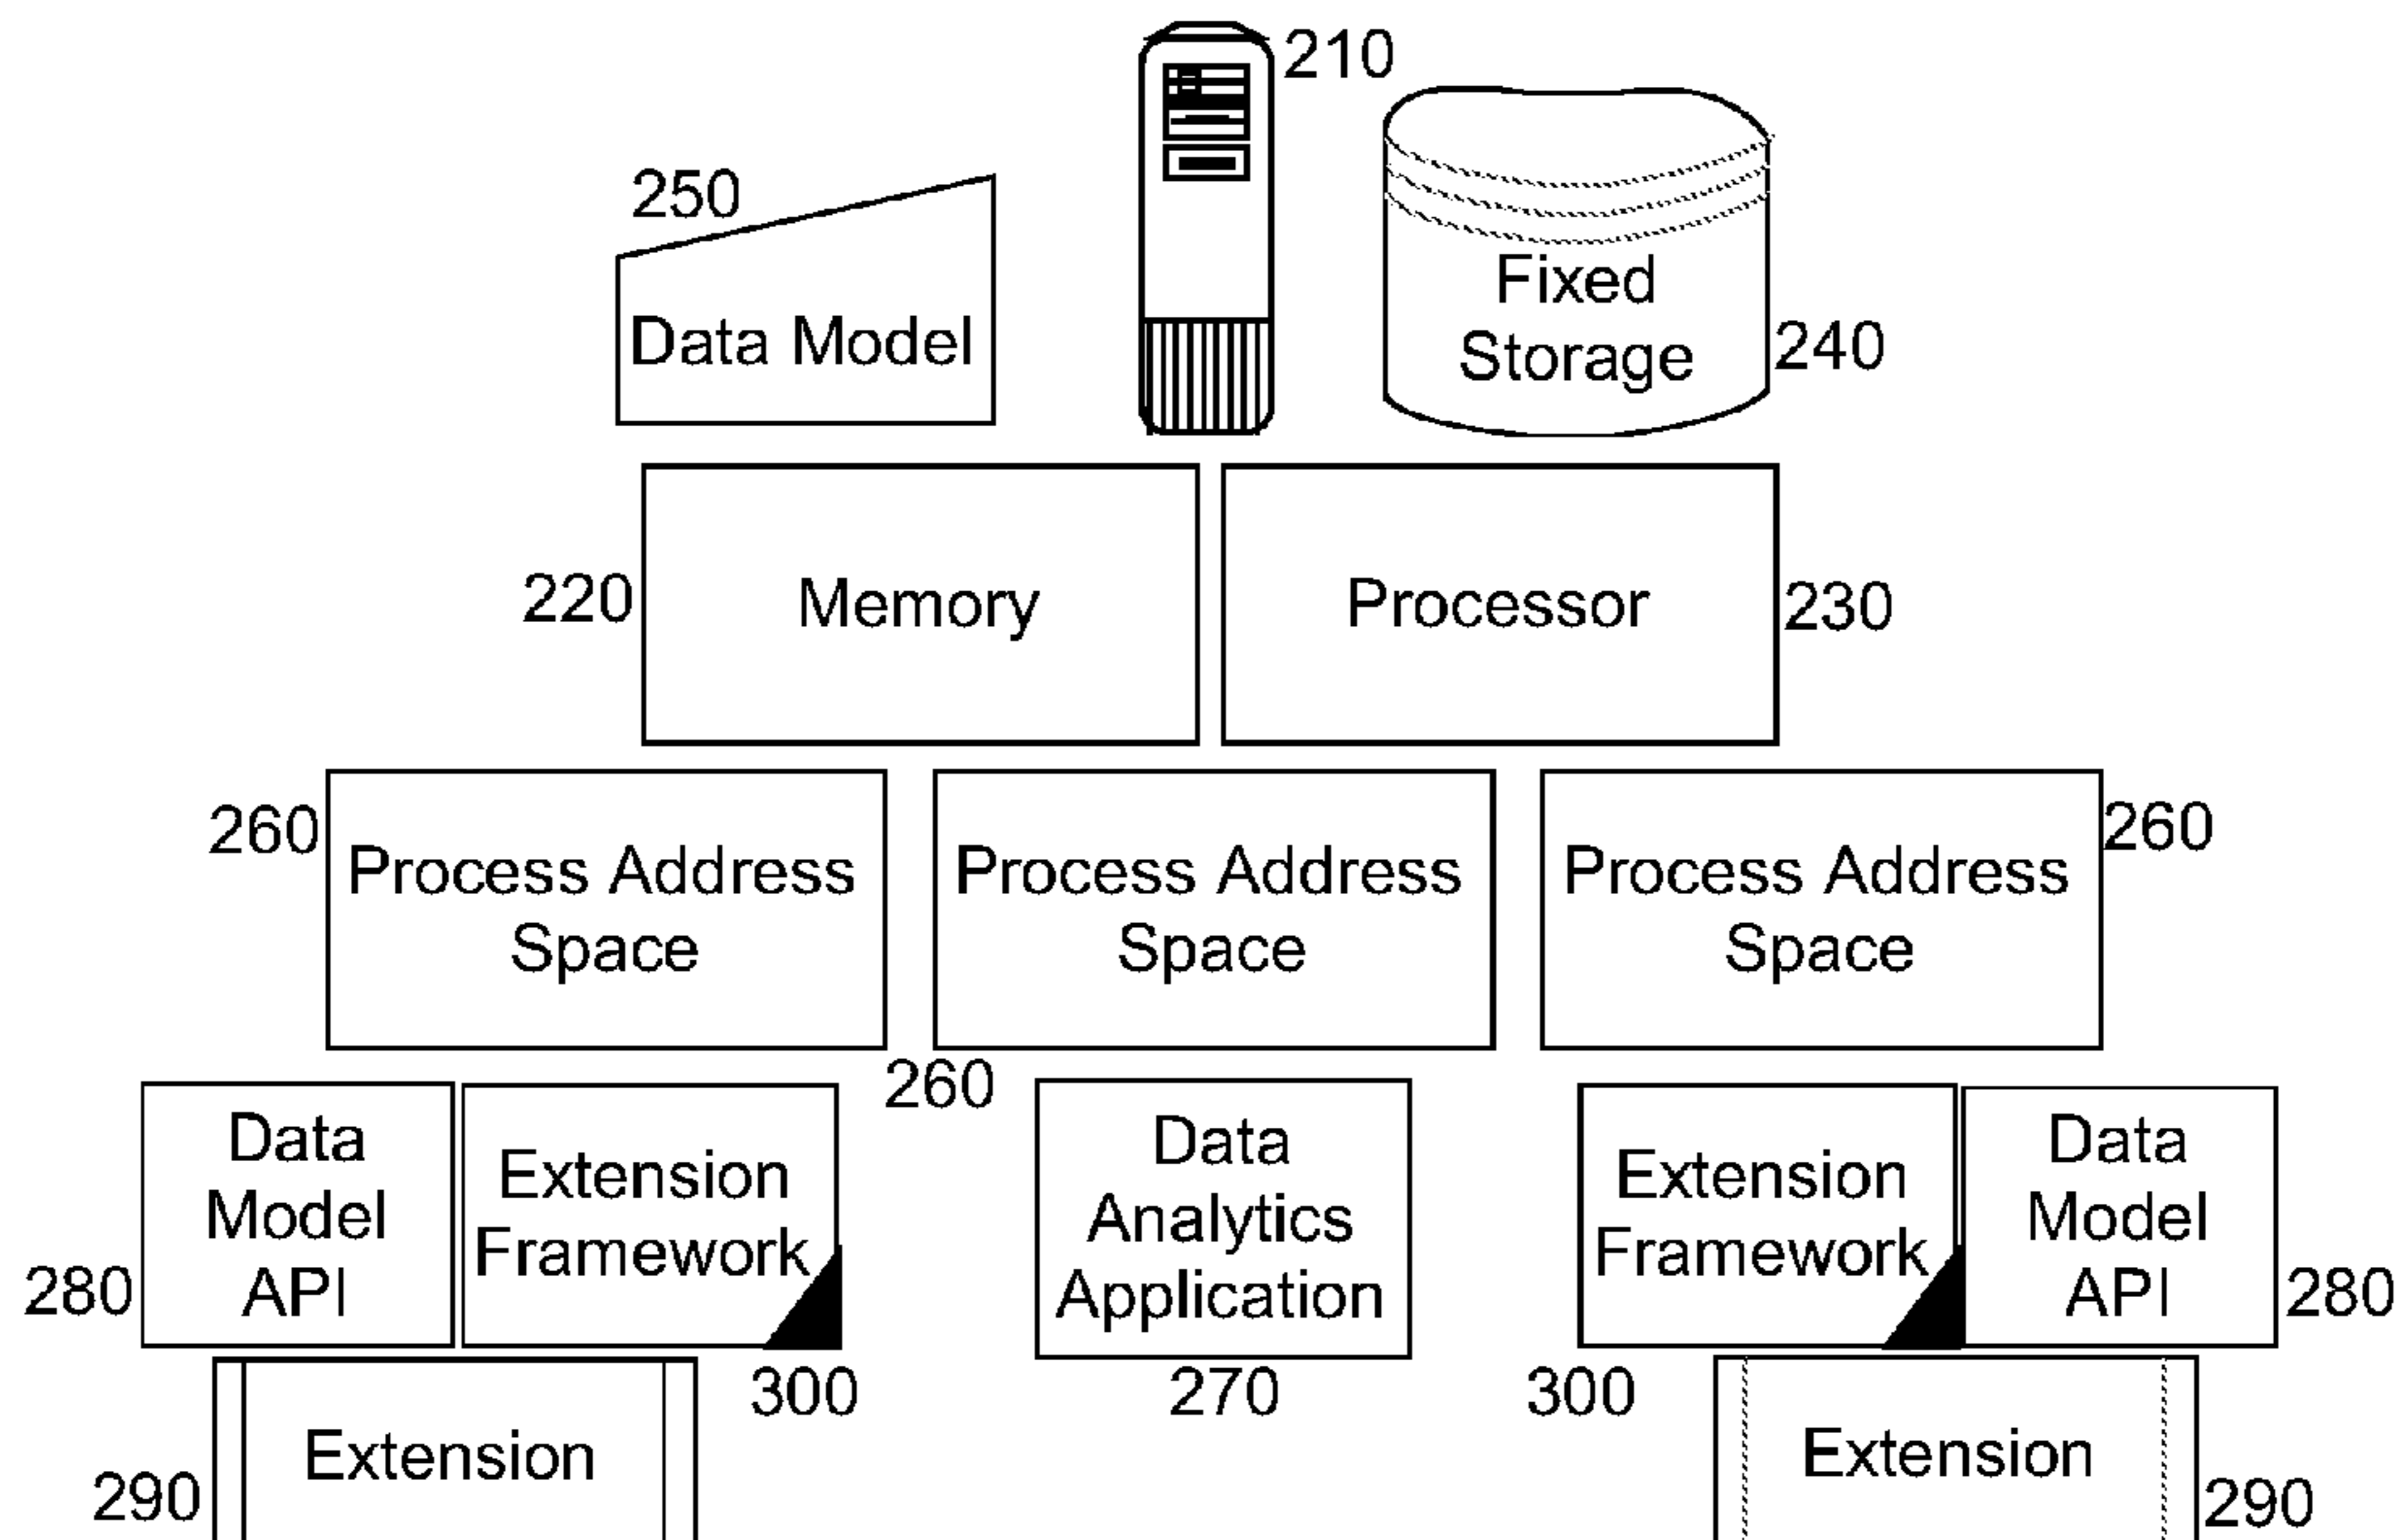 210
250
Data Model
Fixed
Storage
240
220
Memory
Processor
230
260
Process Address
Space
Process Address
Space
Process Address
Space
260
260
Data
Model
API
280
Extension
Framework
300
Data
Analytics
Application
270
Extension
Framework
300
Data
Model
API
280
Extension
290
Extension
290